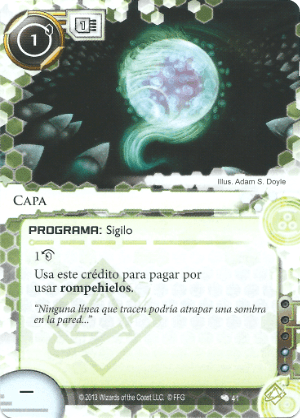 1
1
Illus. Adam S. Doyle
CAPA
PROGRAMA: Sigilo
1
Usa este crédito para pagar por
usar rompehielos.
"Ninguna línea que tracen podría atrapar una sombra
en la pared..."
–
© 2013 Wizards of the Coast LLC. © FFG
41